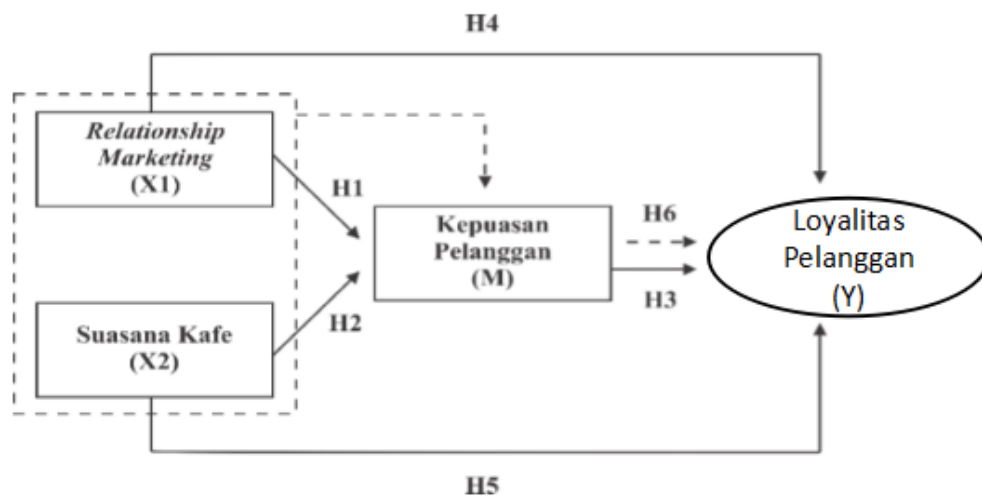 H4
Relationship
Marketing
(X1)
H1
Kepuasan
Pelanggan
(M)
H6
H3
Loyalitas
Pelanggan
(Y)
Suasana Kafe
(X2)
H2
H5